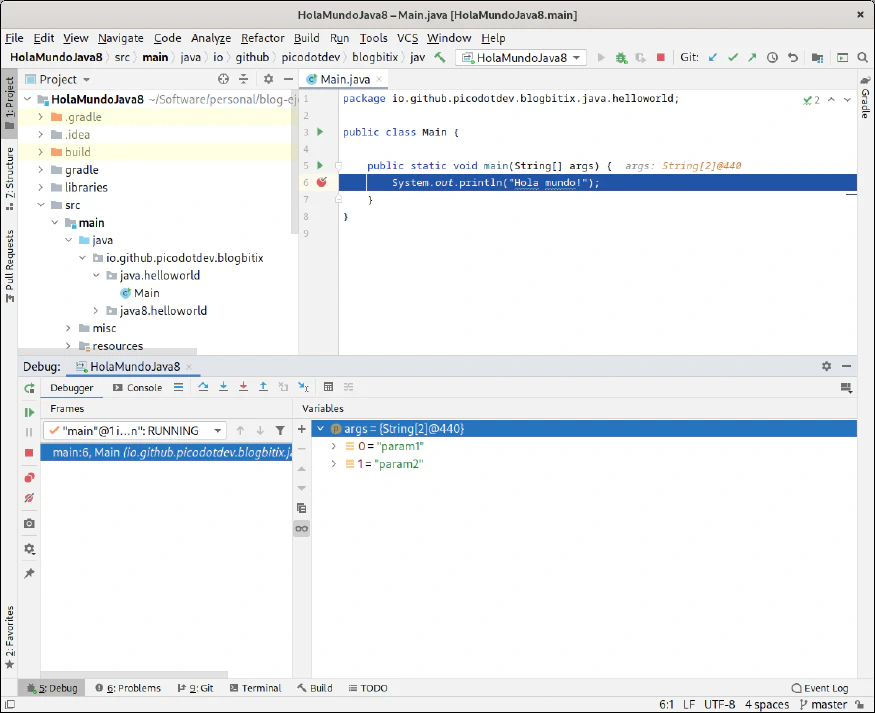 HolaMundoJava8 – Main.java [HolaMundoJava8.main]
File Edit View Navigate Code Analyze Refactor Build Run Tools VCS Window Help
HolaMundoJava8 src main java io github picodotdev blogbitix jav HolaMundoJava8 Git:
1: Project
7: Structure
Pull Requests
2: Favorites
Project
HolaMundoJava8 ~/Software/personal/blog-ej
.gradle
.idea
build
gradle
libraries
src
main
java
io.github.picodotdev.blogbitix
java.helloworld
Main
java8.helloworld
misc
resources
Main.java
1 package io.github.picodotdev.blogbitix.java.helloworld;
2
3 public class Main {
4
5 public static void main(String[] args) { args: String[2]@440
6 System.out.println("Hola mundo!");
7 }
8 }
9
2
Gradle
Debug: HolaMundoJava8
Debugger Console
Frames
"main"@1 i...n": RUNNING
main:6, Main (io.github.picodotdev.blogbitix.ja
Variables
args = {String[2]@440}
0 = "param1"
1 = "param2"
5: Debug 6: Problems 9: Git Terminal Build TODO Event Log
6:1 LF UTF-8 4 spaces master